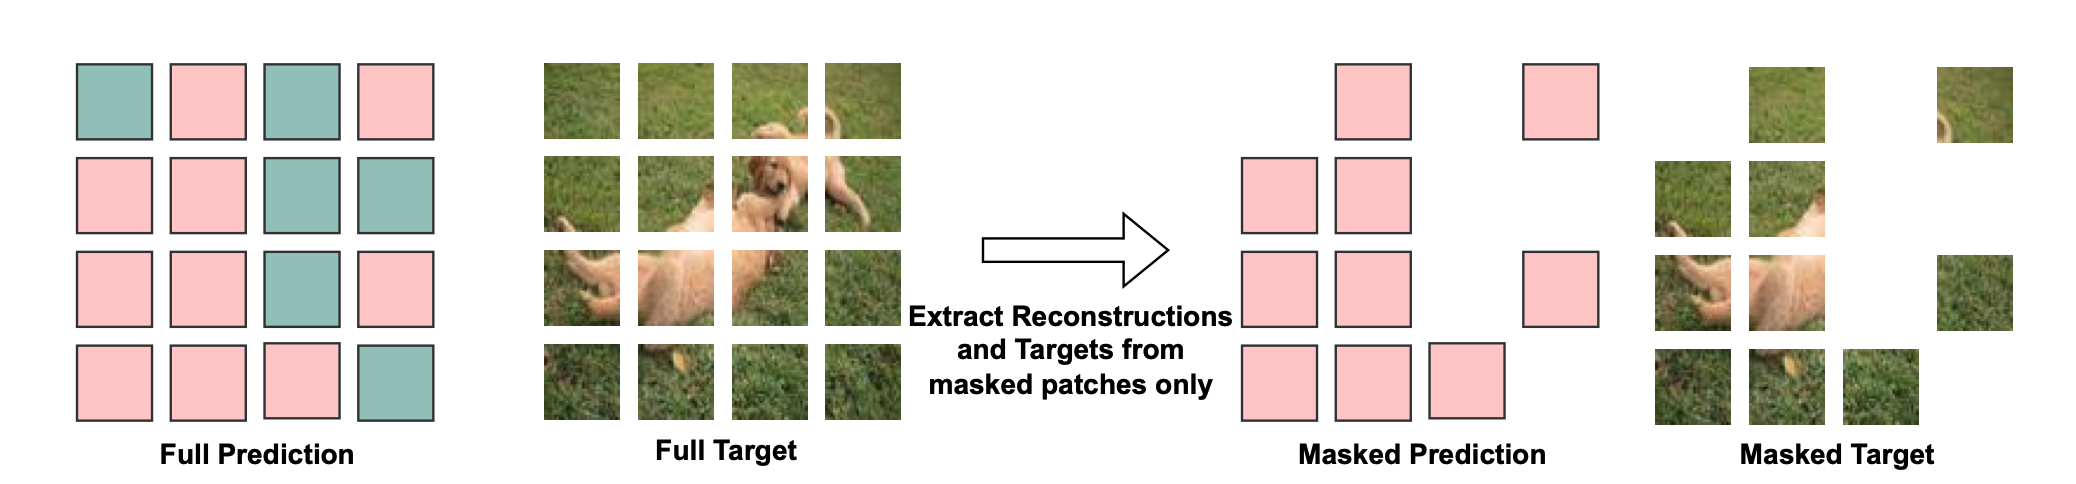 Full Prediction
Full Target
Extract Reconstructions
and Targets from
masked patches only
Masked Prediction
Masked Target